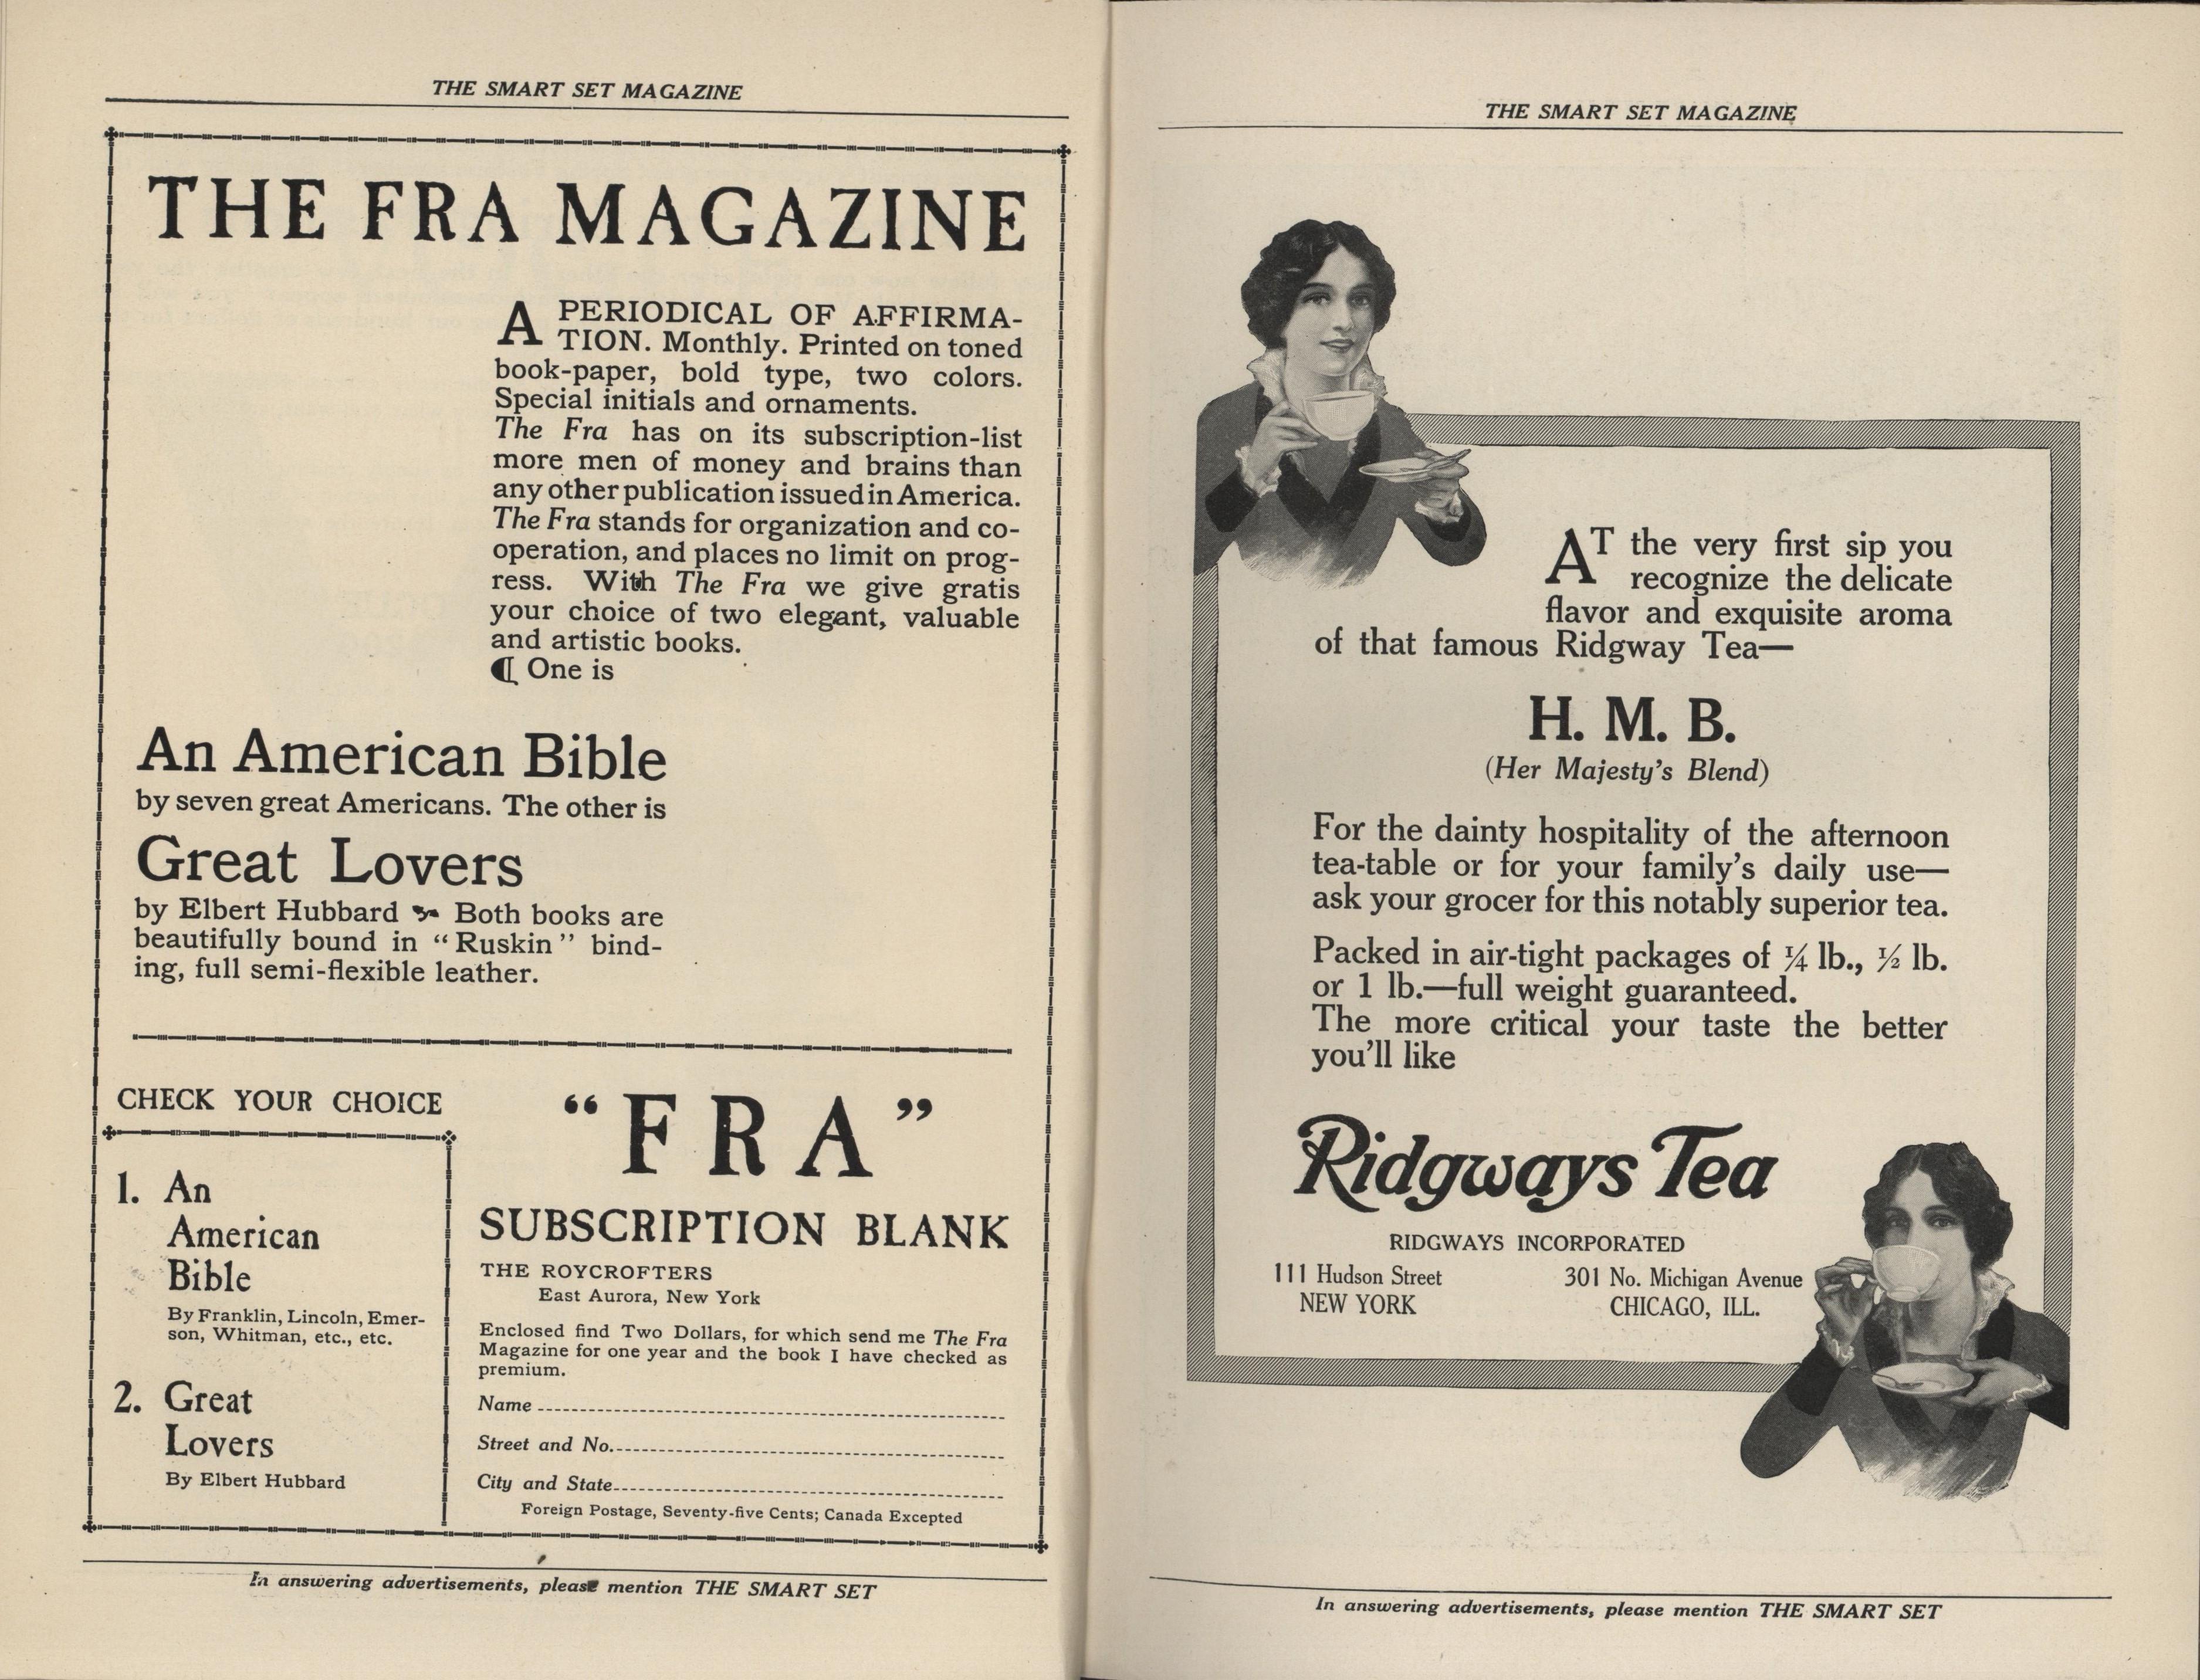 THE SMART SET MAGAZINE
THE FRA MAGAZINE
A PERIODICAL OF AFFIRMA-
TION. Monthly. Printed on toned
book-paper, bold type, two colors.
Special initials and ornaments.
The Fra has on its subscription-list
more men of money and brains than
any other publication issued in America.
The Fra stands for organization and co-
operation, and places no limit on prog-
ress. With The Fra we give gratis
your choice of two elegant, valuable
and artistic books.
¶ One is
An American Bible
by seven great Americans. The other is
Great Lovers
by Elbert Hubbard Both books are
beautifully bound in “Ruskin” bind-
ing, full semi-flexible leather.
CHECK YOUR CHOICE
1. An
American
Bible
By Franklin, Lincoln, Emer-
son, Whitman, etc., etc.
2. Great
Lovers
By Elbert Hubbard
“FRA”
SUBSCRIPTION BLANK
THE ROYCROFTERS
East Aurora, New York
Enclosed find Two Dollars, for which send me The Fra
Magazine for one year and the book I have checked as
premium.
Name
Street and No.
City and State
Foreign Postage, Seventy-five Cents; Canada Excepted
In answering advertisements, please mention THE SMART SET
THE SMART SET MAGAZINE
AT the very first sip you
recognize the delicate
flavor and exquisite aroma
of that famous Ridgway Tea—
H. M. B.
(Her Majesty's Blend)
For the dainty hospitality of the afternoon
tea-table or for your family's daily use—
ask your grocer for this notably superior tea.
Packed in air-tight packages of ¼ lb., ½ lb.
or 1 lb.—full weight guaranteed.
The more critical your taste the better
you'll like
Ridgways Tea
RIDGWAYS INCORPORATED
111 Hudson Street 301 No. Michigan Avenue
NEW YORK CHICAGO, ILL.
In answering advertisements, please mention THE SMART SET